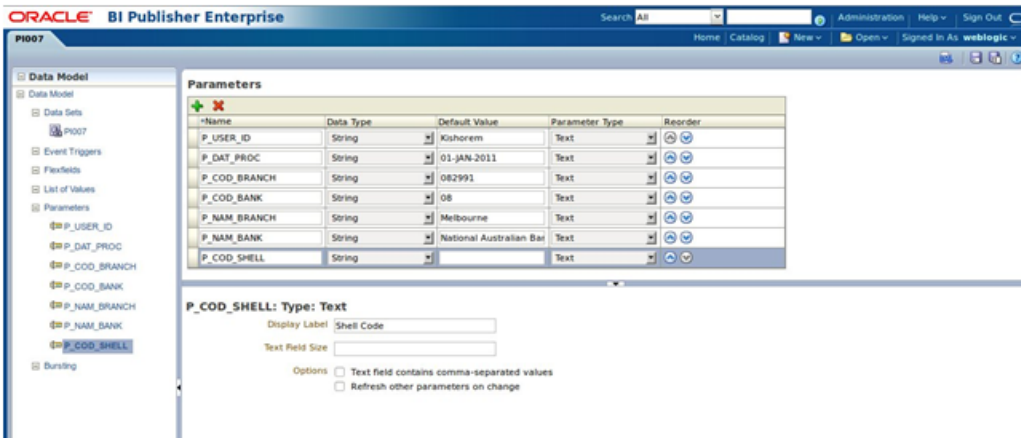 ORACLE BI Publisher Enterprise Search All Administration Help Sign Out
PI007 Home Catalog New Open Signed In As weblogic
Data Model
Data Model
Data Sets
PI007
Event Triggers
Flexfields
List of Values
Parameters
P_USER_ID
P_DAT_PROC
P_COD_BRANCH
P_COD_BANK
P_NAM_BRANCH
P_NAM_BANK
P_COD_SHELL
Bursting
Parameters
*Name Data Type Default Value Parameter Type Reorder
P_USER_ID String Kishorem Text
P_DAT_PROC String 01-JAN-2011 Text
P_COD_BRANCH String 082991 Text
P_COD_BANK String 08 Text
P_NAM_BRANCH String Melbourne Text
P_NAM_BANK String National Australian Ban Text
P_COD_SHELL String Text
P_COD_SHELL: Type: Text
Display Label Shell Code
Text Field Size
Options Text field contains comma-separated values
Refresh other parameters on change